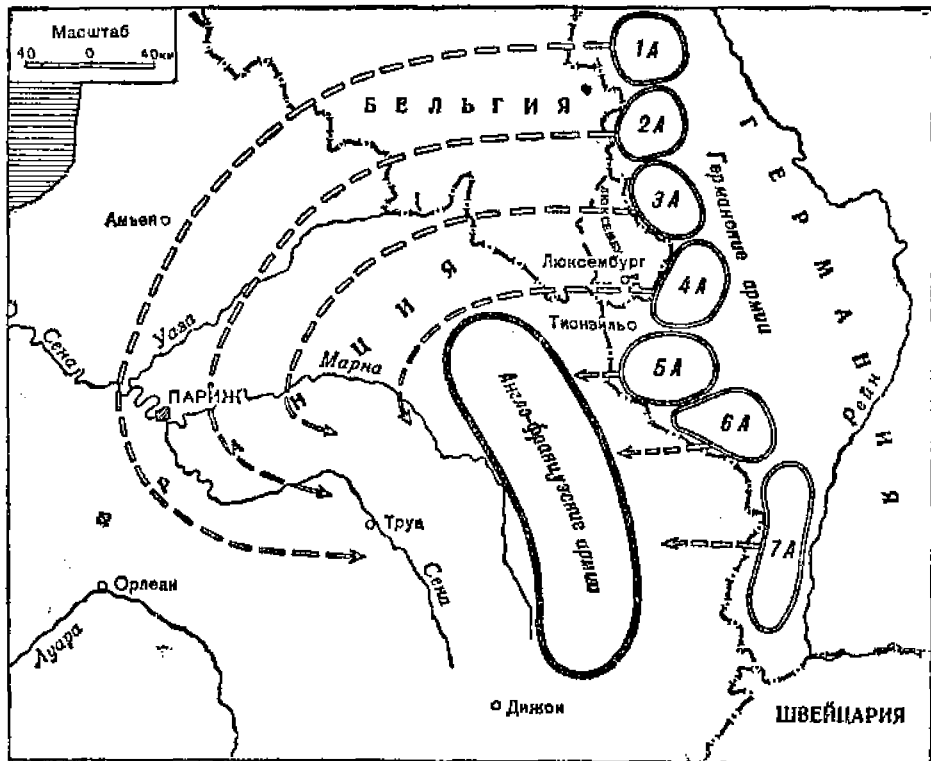 Масштаб
40 0 40км
1А
БЕЛЬГИЯ
2А
ГЕРМАНИЯ
Германские армии
3А
ЛЮКСЕМБУРГ
Амьен
Люксембург
4А
Уаза
Тионвиль
Сена
Марна
5А
ПАРИЖ
6А
Рейн
ФРАНЦИЯ
Англо-французские армии
Труа
7А
Орлеан
Сена
Луара
Дижон
ШВЕЙЦАРИЯ